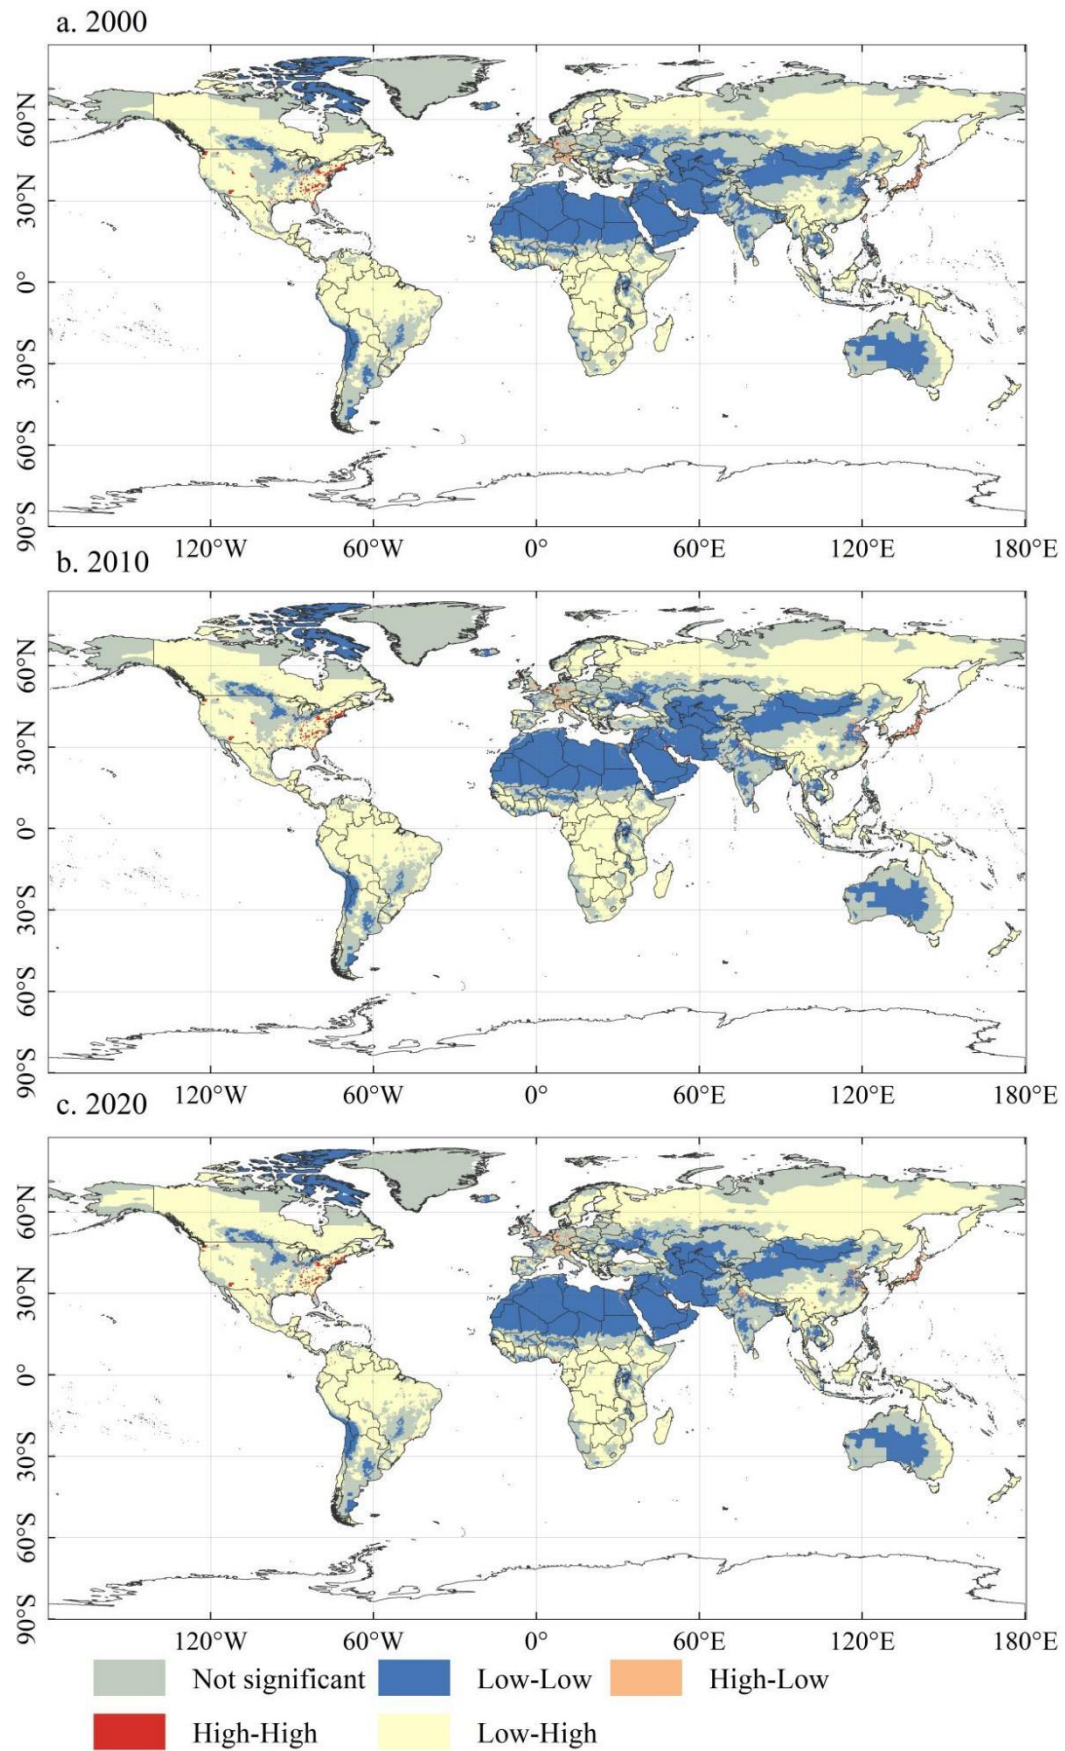 a. 2000
60°N
30°N
0°
30°S
60°S
90°S
120°W 60°W 0° 60°E 120°E 180°E
b. 2010
60°N
30°N
0°
30°S
60°S
90°S
120°W 60°W 0° 60°E 120°E 180°E
c. 2020
60°N
30°N
0°
30°S
60°S
90°S
120°W 60°W 0° 60°E 120°E 180°E
Not significant Low-Low High-Low
High-High Low-High